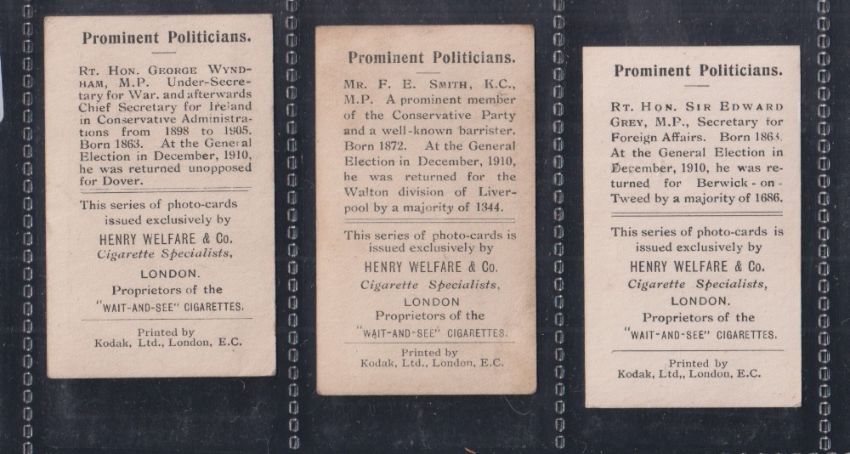 Prominent Politicians.
RT. HON. GEORGE WYND-
HAM, M.P. Under-Secre-
tary for War, and afterwards
Chief Secretary for Ireland
in Conservative Administra-
tions from 1898 to 1905.
Born 1863. At the General
Election in December, 1910,
he was returned unopposed
for Dover.
This series of photo-cards
issued exclusively by
HENRY WELFARE & Co.
Cigarette Specialists,
LONDON.
Proprietors of the
"WAIT-AND-SEE" CIGARETTES.
Printed by
Kodak, Ltd., London, E.C.
Prominent Politicians.
MR. F. E. SMITH, K.C.,
M.P. A prominent member
of the Conservative Party
and a well-known barrister.
Born 1872. At the General
Election in December, 1910,
he was returned for the
Walton division of Liver-
pool by a majority of 1344.
This series of photo-cards is
issued exclusively by
HENRY WELFARE & Co.
Cigarette Specialists,
LONDON
Proprietors of the
"WAIT-AND-SEE" CIGARETTES.
Printed by
Kodak, Ltd., London, E.C.
Prominent Politicians.
RT. HON. SIR EDWARD
GREY, M.P., Secretary for
Foreign Affairs. Born 1863.
At the General Election in
December, 1910, he was re-
turned for Berwick-on-
Tweed by a majority of 1686.
This series of photo-cards is
issued exclusively by
HENRY WELFARE & Co.
Cigarette Specialists,
LONDON.
Proprietors of the
"WAIT-AND-SEE" CIGARETTES.
Printed by
Kodak, Ltd,, London, E.C.